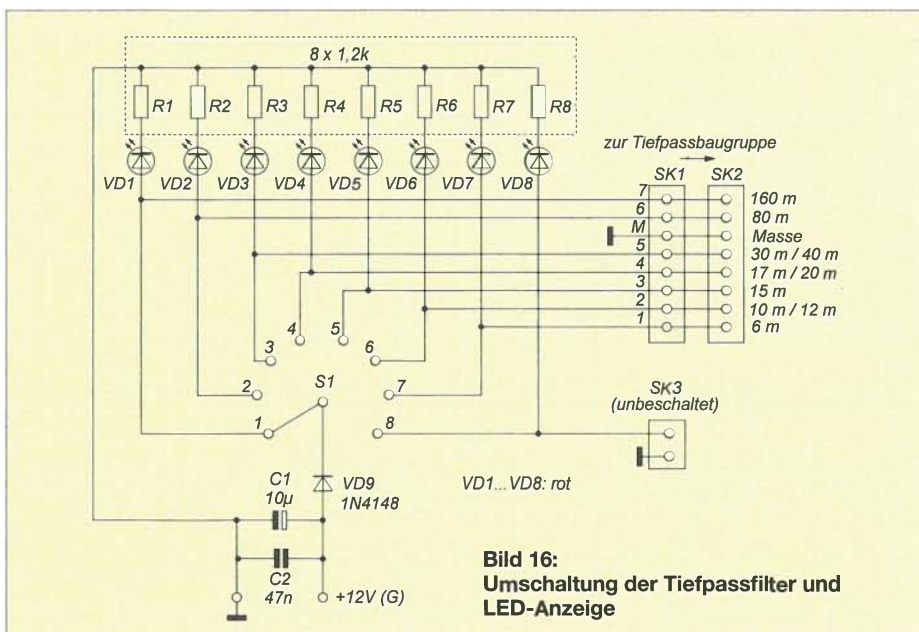 8 x 1,2k
R1 R2 R3 R4 R5 R6 R7 R8
VD1 VD2 VD3 VD4 VD5 VD6 VD7 VD8
zur Tiefpassbaugruppe
SK1 SK2
7 160 m
6 80 m
M Masse
5 30 m / 40 m
4 17 m / 20 m
3 15 m
2 10 m / 12 m
1 6 m
4 5
3 6
S1
2 7
1 8
SK3
(unbeschaltet)
VD9
1N4148
VD1...VD8: rot
C1
10µ
C2
47n
+12V (G)
Bild 16:
Umschaltung der Tiefpassfilter und
LED-Anzeige